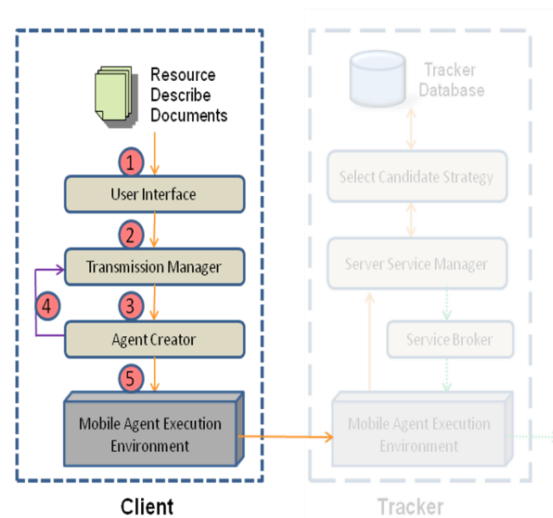 Resource
Describe
Documents
1
User Interface
2
Transmission Manager
3
4
Agent Creator
5
Mobile Agent Execution
Environment
Client
Tracker
Database
Select Candidate Strategy
Server Service Manager
Service Broker
Mobile Agent Execution
Environment
Tracker